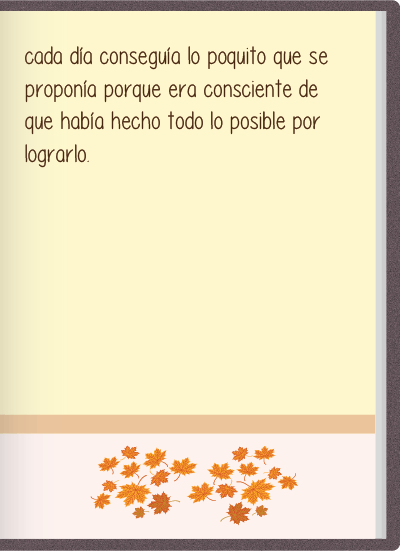 cada día conseguía lo poquito que se
proponía porque era consciente de
que había hecho todo lo posible por
lograrlo.